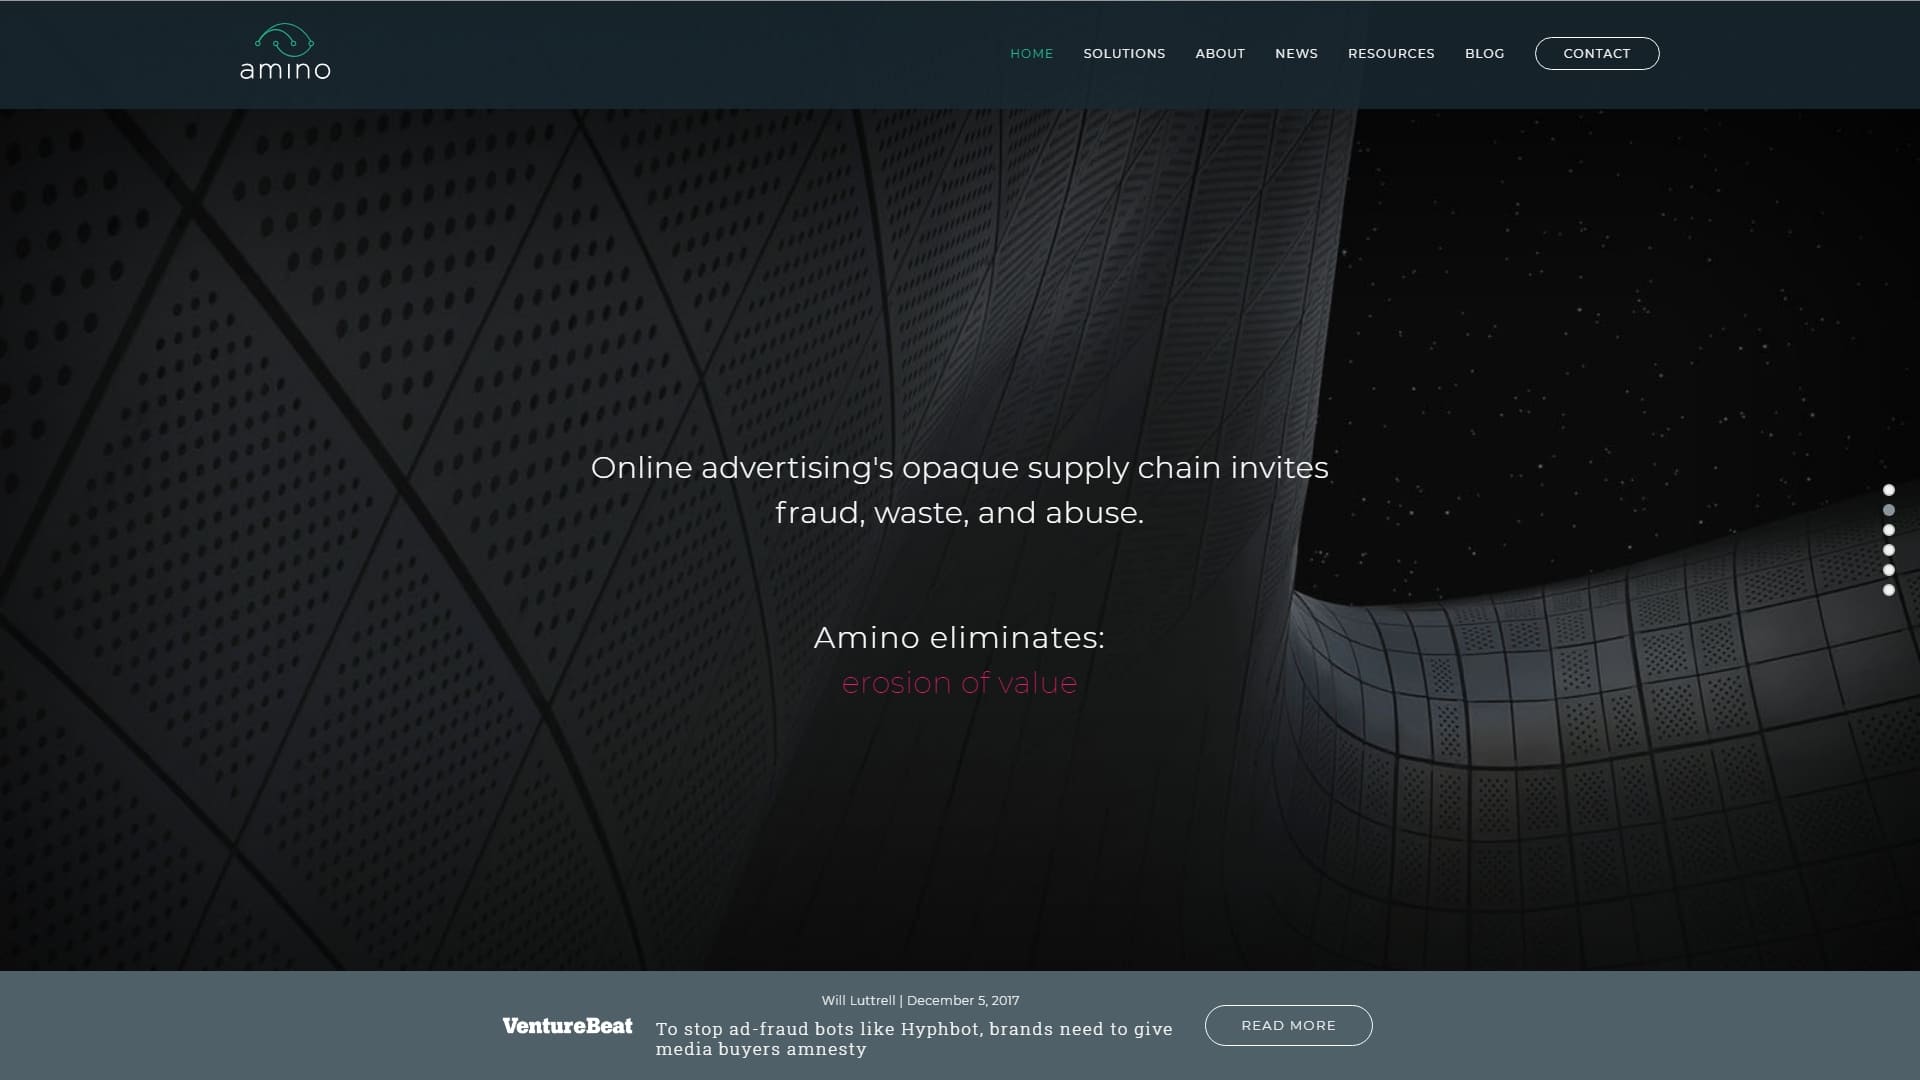 amino
HOME
SOLUTIONS
ABOUT
NEWS
RESOURCES
BLOG
CONTACT
Online advertising's opaque supply chain invites
fraud, waste, and abuse.
Amino eliminates:
erosion of value
Will Luttrell | December 5, 2017
VentureBeat
To stop ad-fraud bots like Hyphbot, brands need to give
media buyers amnesty
READ MORE